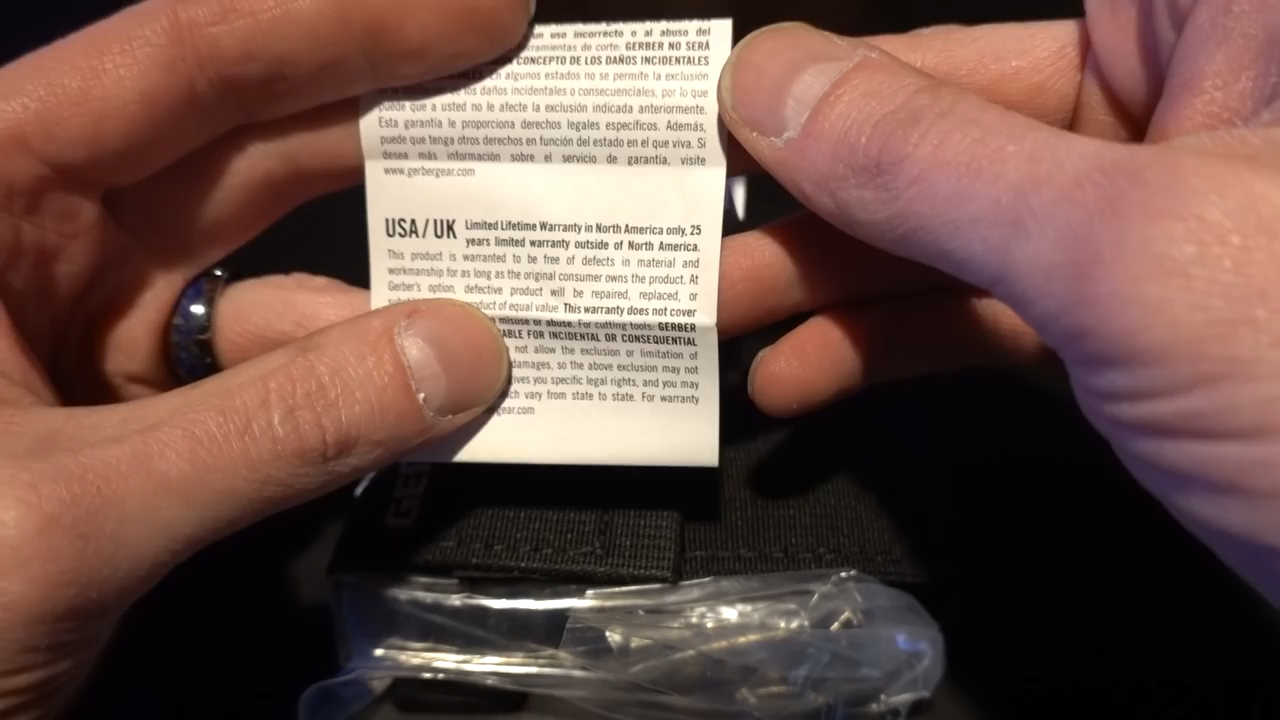 un uso incorrecto o al abuso del
ramientas de corte: GERBER NO SERÁ
CONCEPTO DE LOS DAÑOS INCIDENTALES
En algunos estados no se permite la exclusión
los daños incidentales o consecuenciales, por lo que
puede que a usted no le afecte la exclusión indicada anteriormente.
Esta garantía le proporciona derechos legales específicos. Además,
puede que tenga otros derechos en función del estado en el que viva. Si
desea más información sobre el servicio de garantía, visite
www.gerbergear.com
USA/UK Limited Lifetime Warranty in North America only, 25
years limited warranty outside of North America.
This product is warranted to be free of defects in material and
workmanship for as long as the original consumer owns the product. At
Gerber's option, defective product will be repaired, replaced, or
product of equal value. This warranty does not cover
misuse or abuse. For cutting tools: GERBER
ABLE FOR INCIDENTAL OR CONSEQUENTIAL
not allow the exclusion or limitation of
damages, so the above exclusion may not
gives you specific legal rights, and you may
ch vary from state to state. For warranty
gear.com
GE